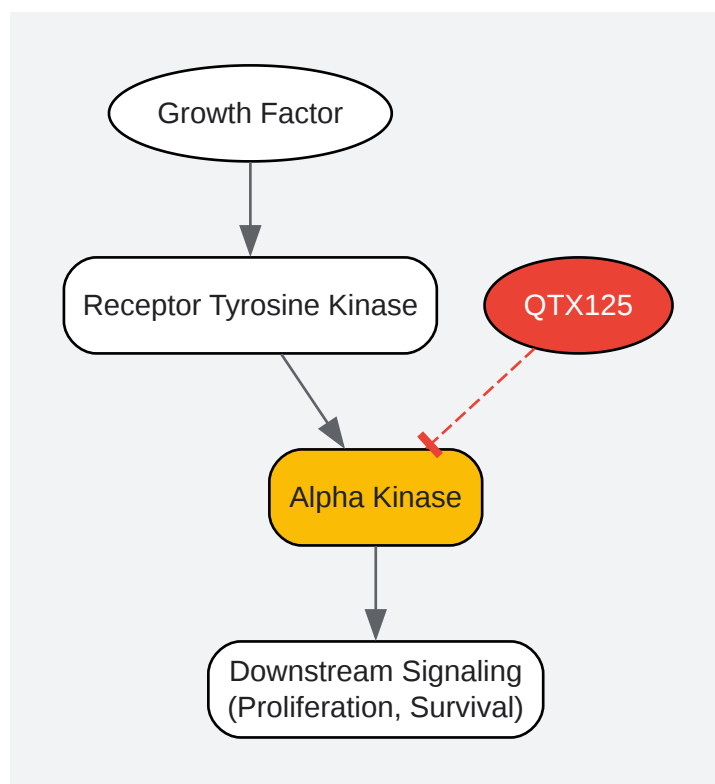 Growth Factor
Receptor Tyrosine Kinase
QTX125
Alpha Kinase
Downstream Signaling
(Proliferation, Survival)